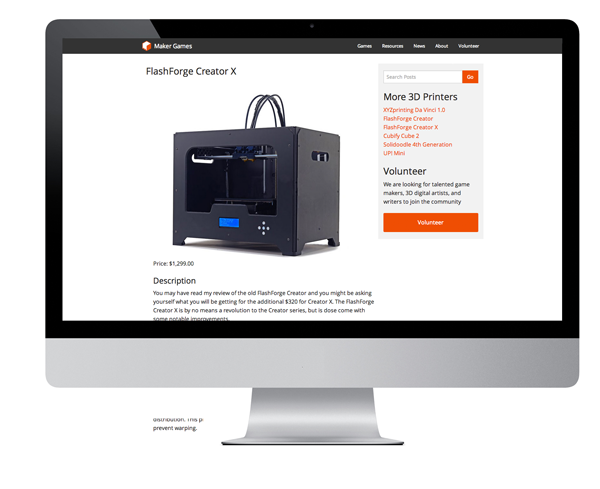 Maker Games
Games Resources News About Volunteer
FlashForge Creator X
Price: $1,299.00
Description
You may have read my review of the old FlashForge Creator and you might be asking
yourself what you will be getting for the additional $320 for Creator X. The FlashForge
Creator X is by no means a revolution to the Creator series, but is dose come with
some notable improvements.
Search Posts
Go
More 3D Printers
XYZprinting Da Vinci 1.0
FlashForge Creator
FlashForge Creator X
Cubify Cube 2
Solidoodle 4th Generation
UP! Mini
Volunteer
We are looking for talented game
makers, 3D digital artists, and
writers to join the community
Volunteer
distribution. This p
prevent warping.